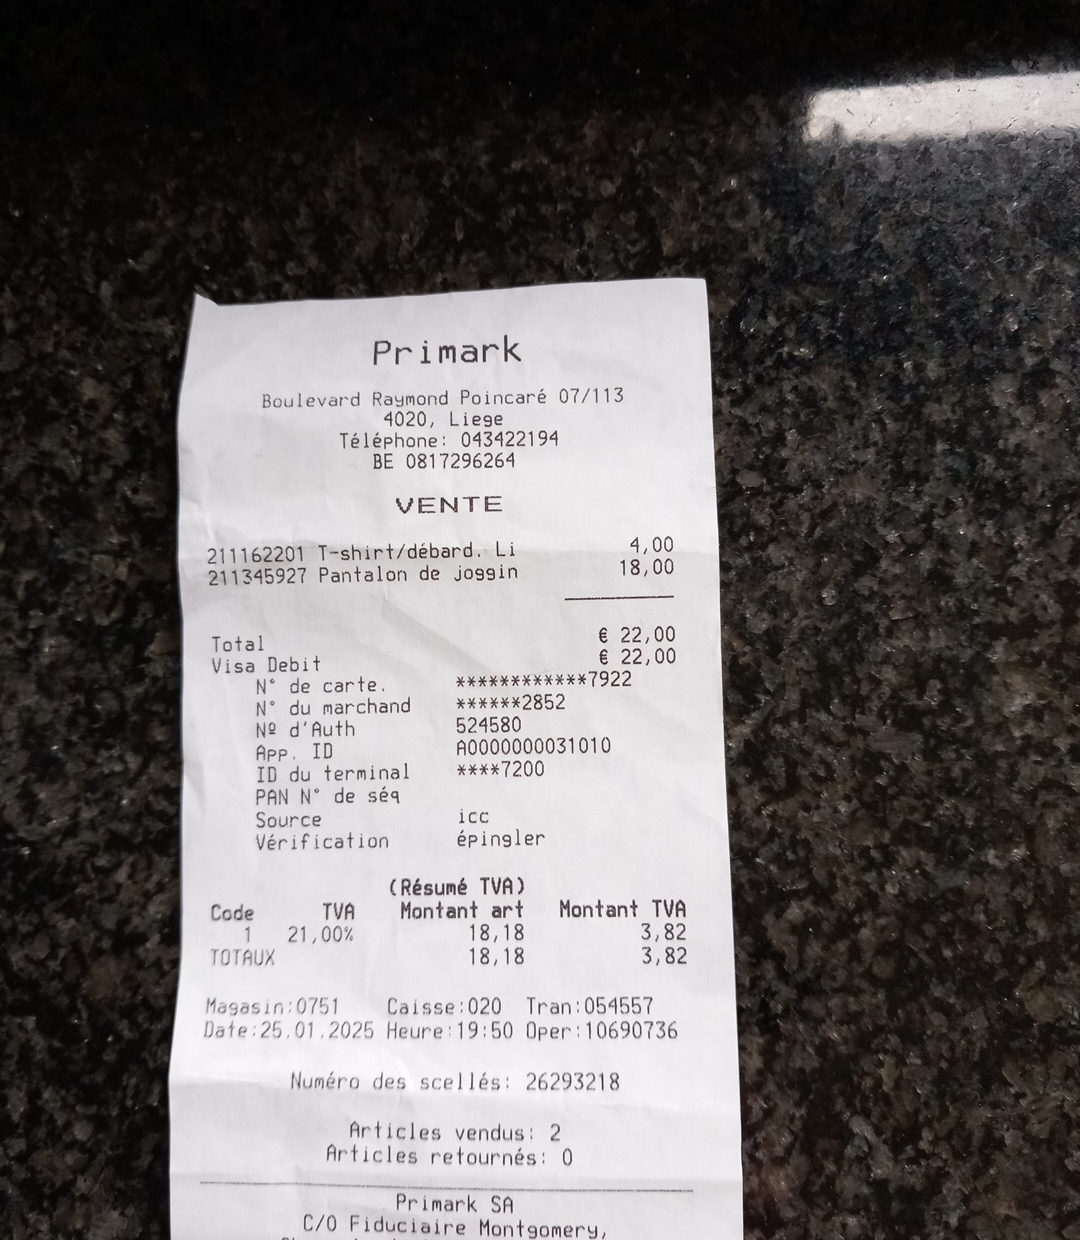 Primark
Boulevard Raymond Poincaré 07/113
4020, Liege
Téléphone: 043422194
BE 0817296264
VENTE
211162201 T-shirt/débard. Li 4,00
211345927 Pantalon de joggin 18,00
Total € 22,00
Visa Debit € 22,00
N° de carte. ************7922
N° du marchand ******2852
Nº d'Auth 524580
App. ID A0000000031010
ID du terminal ****7200
PAN N° de séq
Source icc
Vérification épingler
(Résumé TVA)
Code TVA Montant art Montant TVA
1 21,00% 18,18 3,82
TOTAUX 18,18 3,82
Magasin:0751 Caisse:020 Tran:054557
Date:25.01.2025 Heure:19:50 Oper:10690736
Numéro des scellés: 26293218
Articles vendus: 2
Articles retournés: 0
Primark SA
C/O Fiduciaire Montgomery,